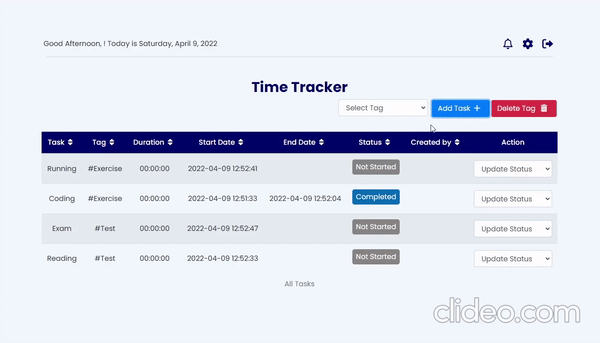 Good Afternoon, ! Today is Saturday, April 9, 2022
Time Tracker
Select Tag Add Task + Delete Tag
Task Tag Duration Start Date End Date Status Created by Action
Running #Exercise 00:00:00 2022-04-09 12:52:41 Not Started Update Status
Coding #Exercise 00:00:00 2022-04-09 12:51:33 2022-04-09 12:52:04 Completed Update Status
Exam #Test 00:00:00 2022-04-09 12:52:47 Not Started Update Status
Reading #Test 00:00:00 2022-04-09 12:52:33 Not Started Update Status
All Tasks
clideo.com